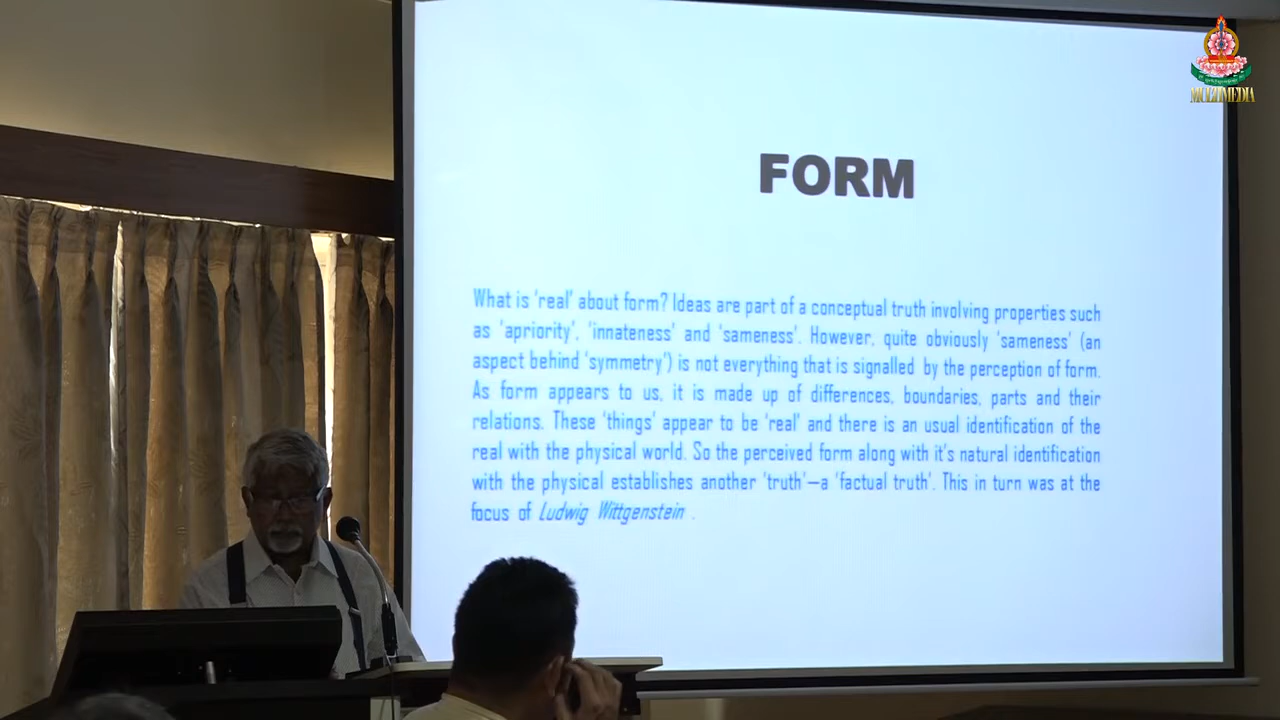 MULTIMEDIA
FORM
What is 'real' about form? Ideas are part of a conceptual truth involving properties such
as 'apriority', 'innateness' and 'sameness'. However, quite obviously 'sameness' (an
aspect behind 'symmetry') is not everything that is signalled by the perception of form.
As form appears to us, it is made up of differences, boundaries, parts and their
relations. These 'things' appear to be 'real' and there is an usual identification of the
real with the physical world. So the perceived form along with it's natural identification
with the physical establishes another 'truth'—a 'factual truth'. This in turn was at the
focus of Ludwig Wittgenstein .